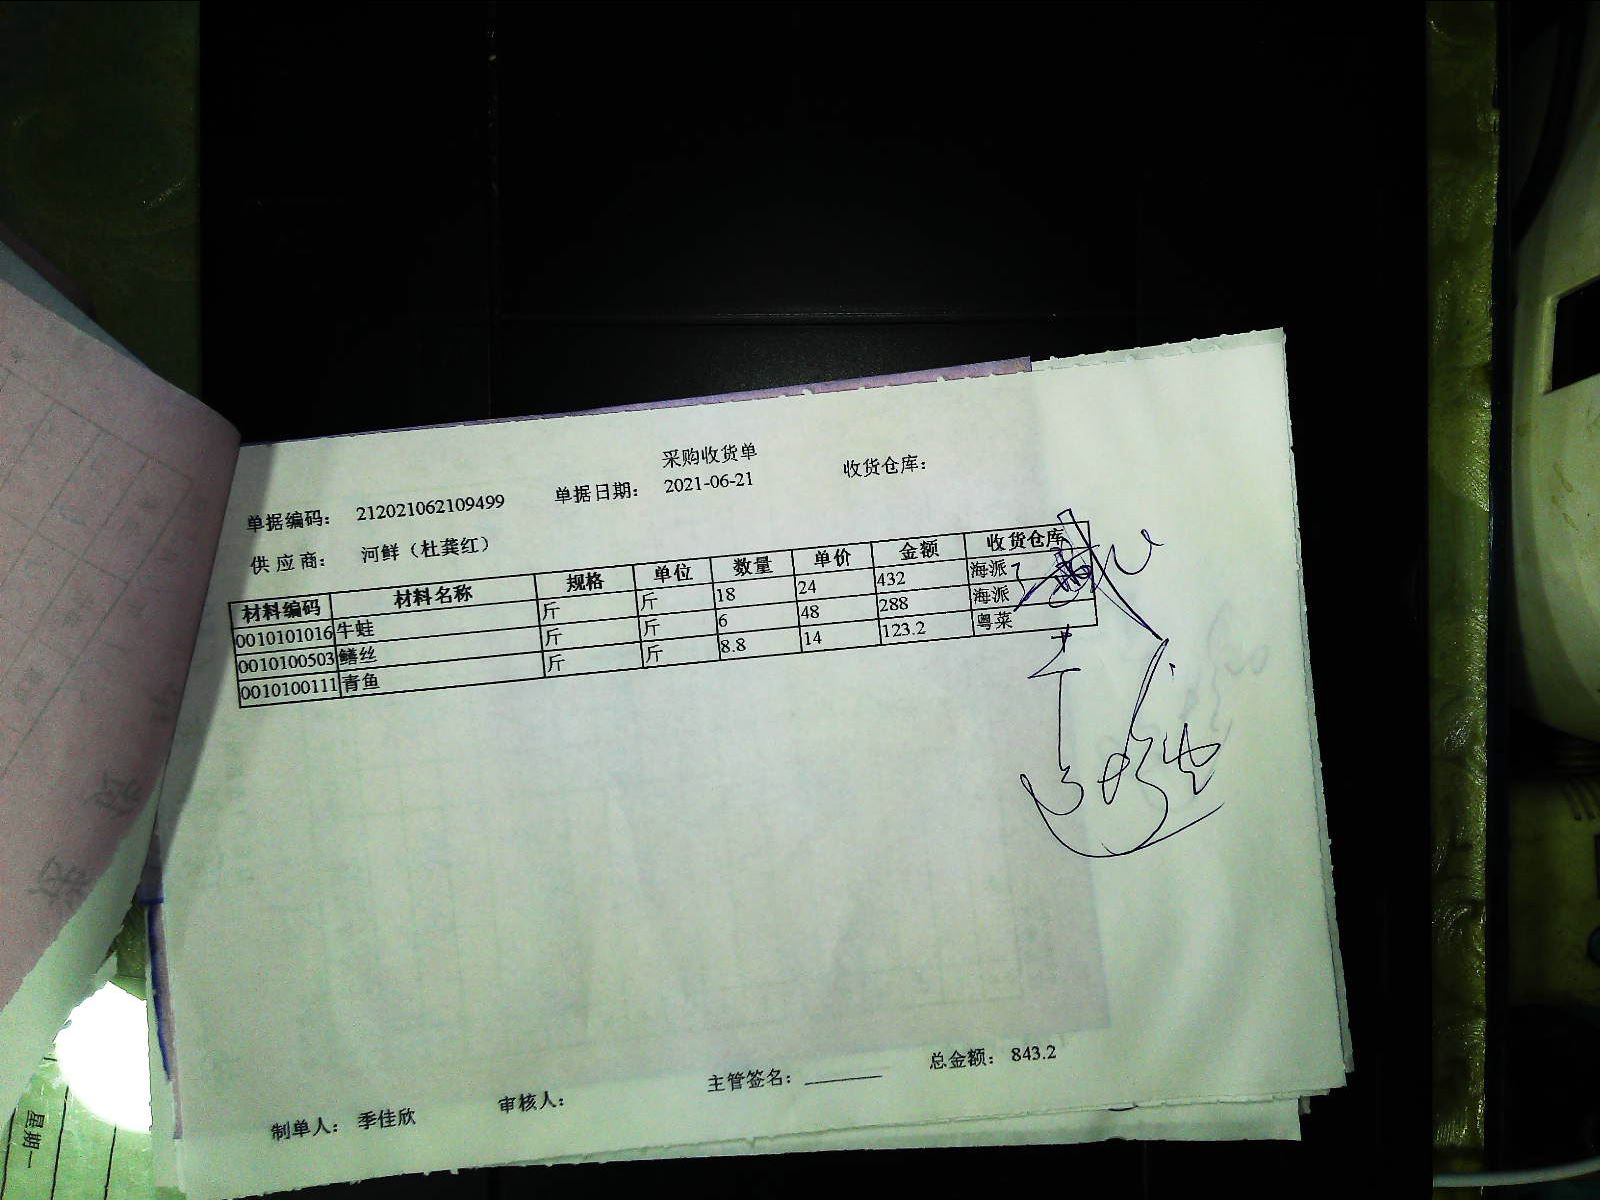 采购收货单
单据编码： 212021062109499 单据日期： 2021-06-21 收货仓库：
供应商： 河鲜（杜龚红）
材料编码 材料名称 规格 单位 数量 单价 金额 收货仓库
0010101016 牛蛙 斤 斤 18 24 432 海派
0010100503 鳝丝 斤 斤 6 48 288 海派
0010100111 青鱼 斤 斤 8.8 14 123.2 粤菜
总金额： 843.2
制单人： 季佳欣 审核人： 主管签名：
星期一